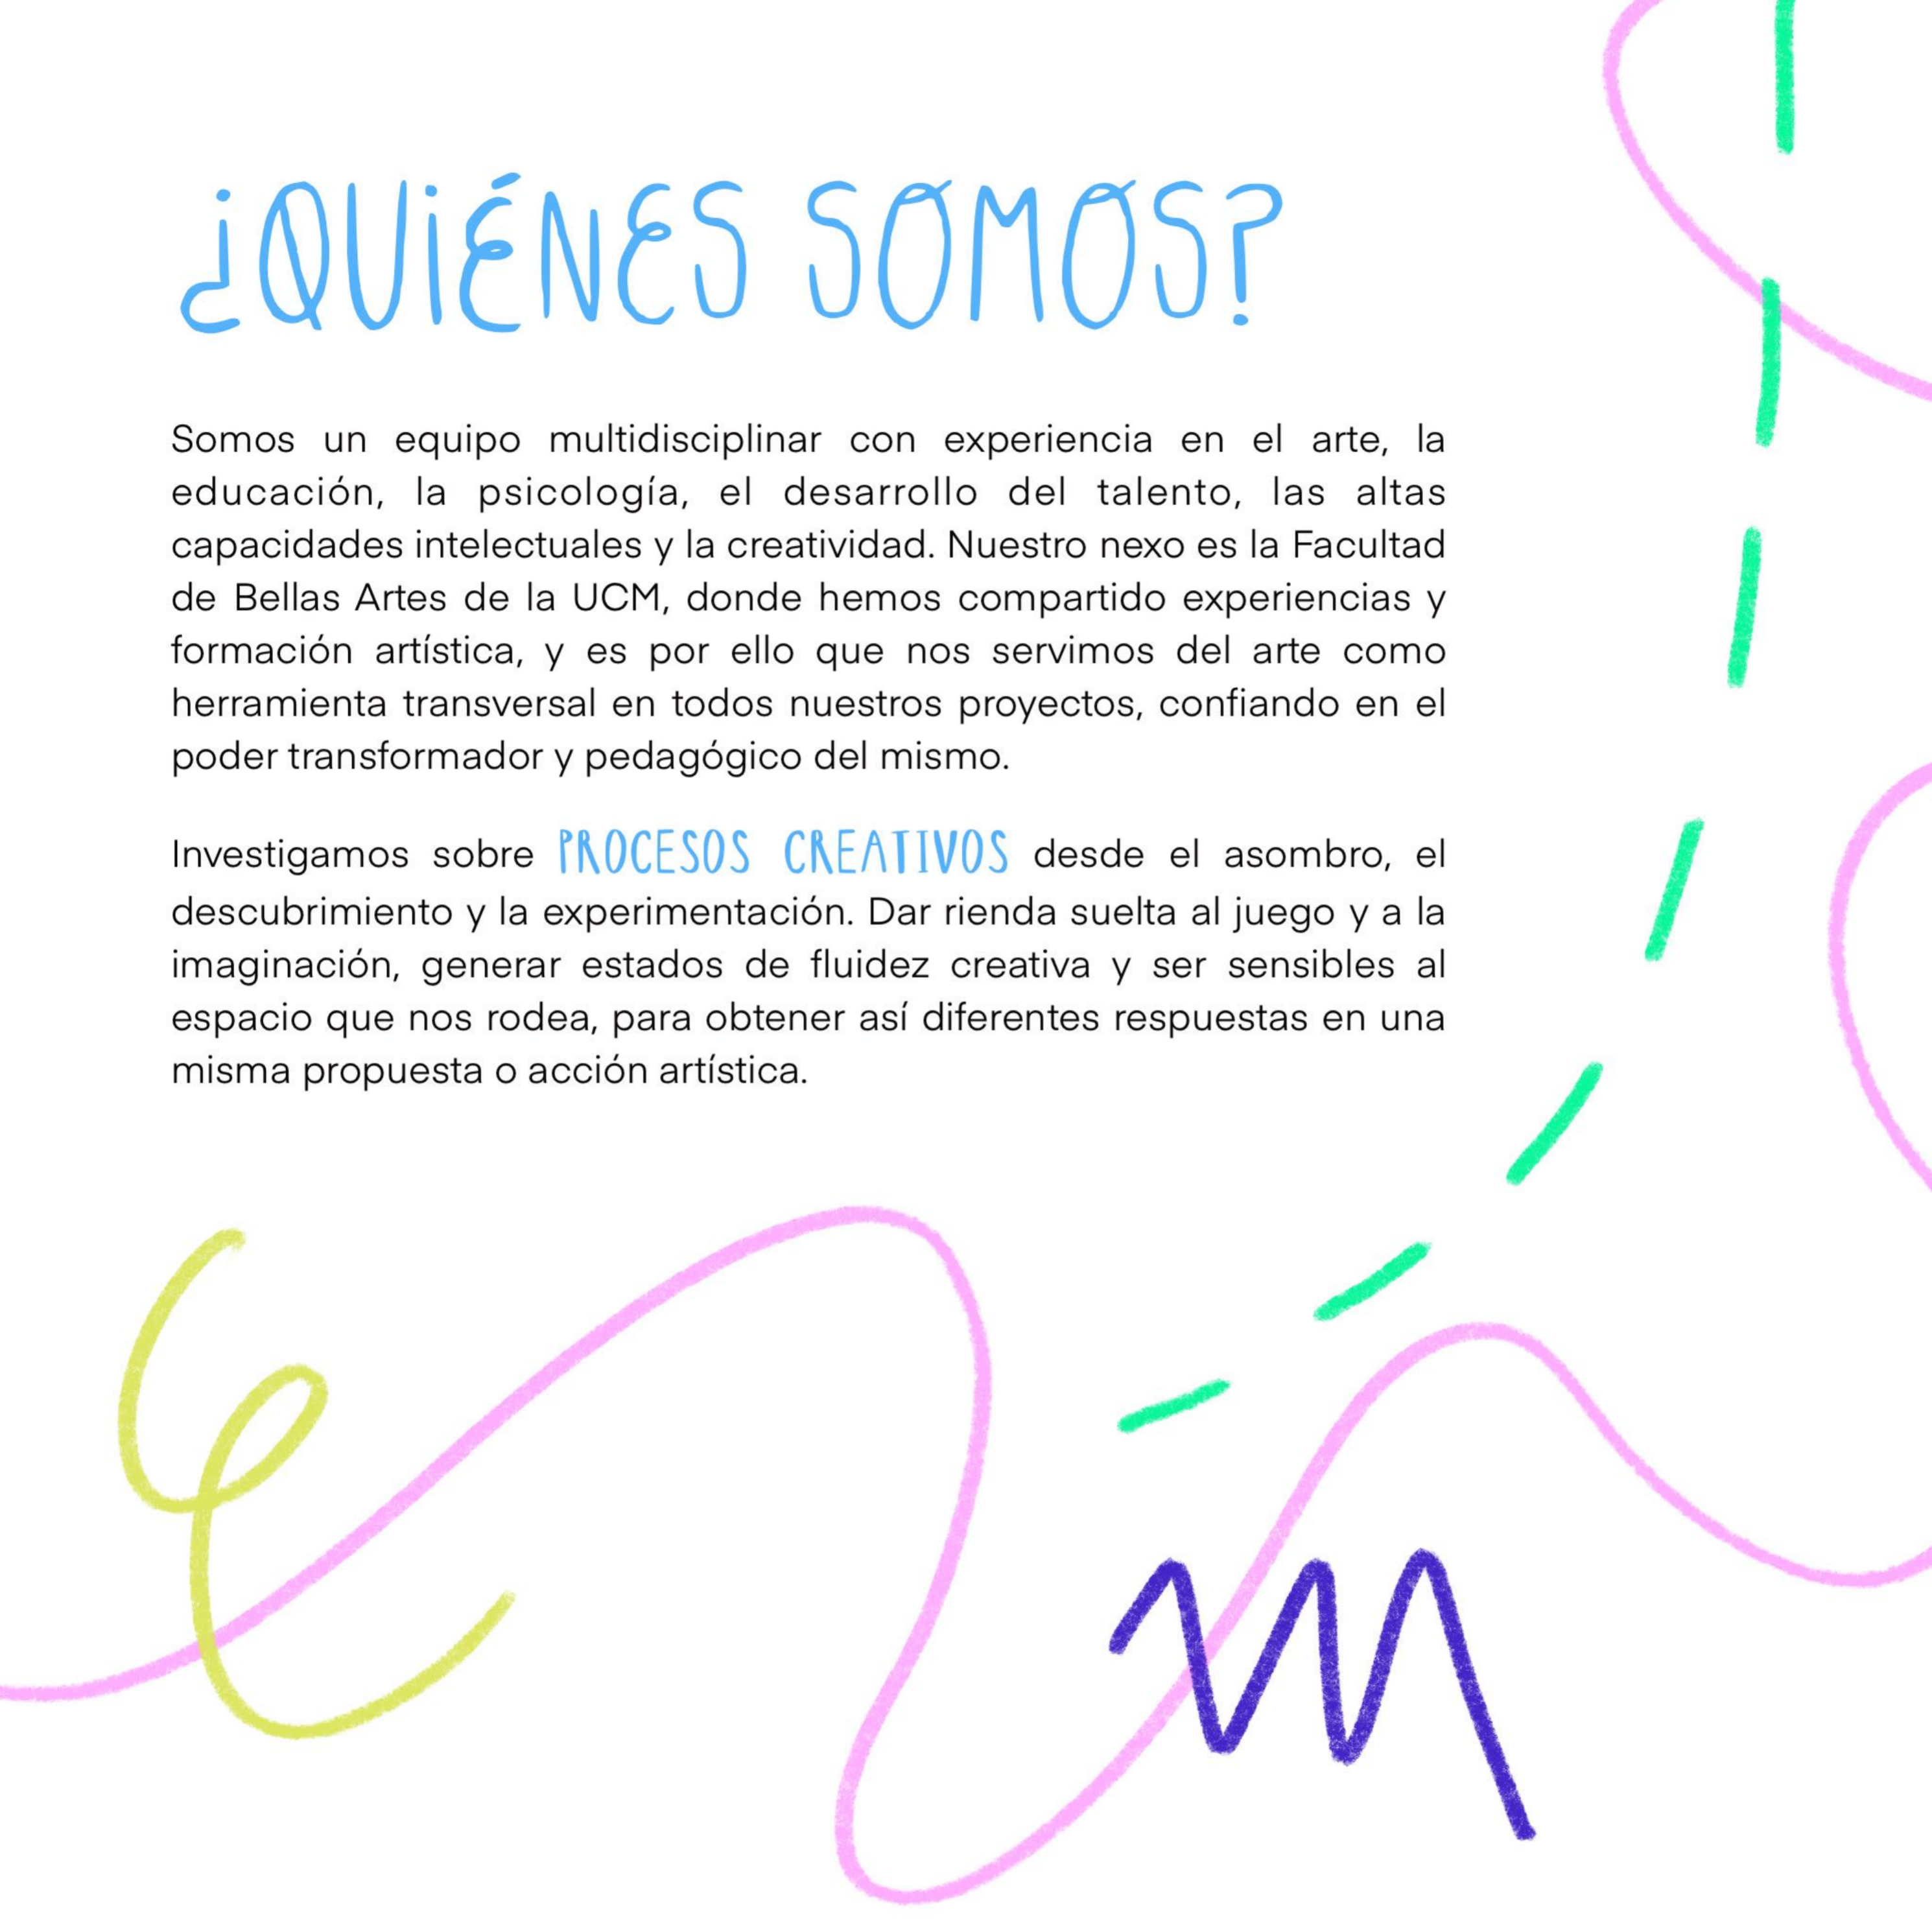 ¿QUIÉNES SOMOS?
Somos un equipo multidisciplinar con experiencia en el arte, la
educación, la psicología, el desarrollo del talento, las altas
capacidades intelectuales y la creatividad. Nuestro nexo es la Facultad
de Bellas Artes de la UCM, donde hemos compartido experiencias y
formación artística, y es por ello que nos servimos del arte como
herramienta transversal en todos nuestros proyectos, confiando en el
poder transformador y pedagógico del mismo.
Investigamos sobre PROCESOS CREATIVOS desde el asombro, el
descubrimiento y la experimentación. Dar rienda suelta al juego y a la
imaginación, generar estados de fluidez creativa y ser sensibles al
espacio que nos rodea, para obtener así diferentes respuestas en una
misma propuesta o acción artística.